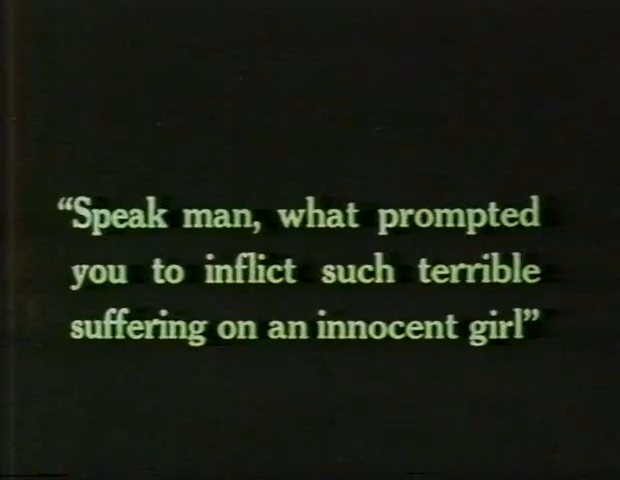 “Speak man, what prompted
you to inflict such terrible
suffering on an innocent girl”